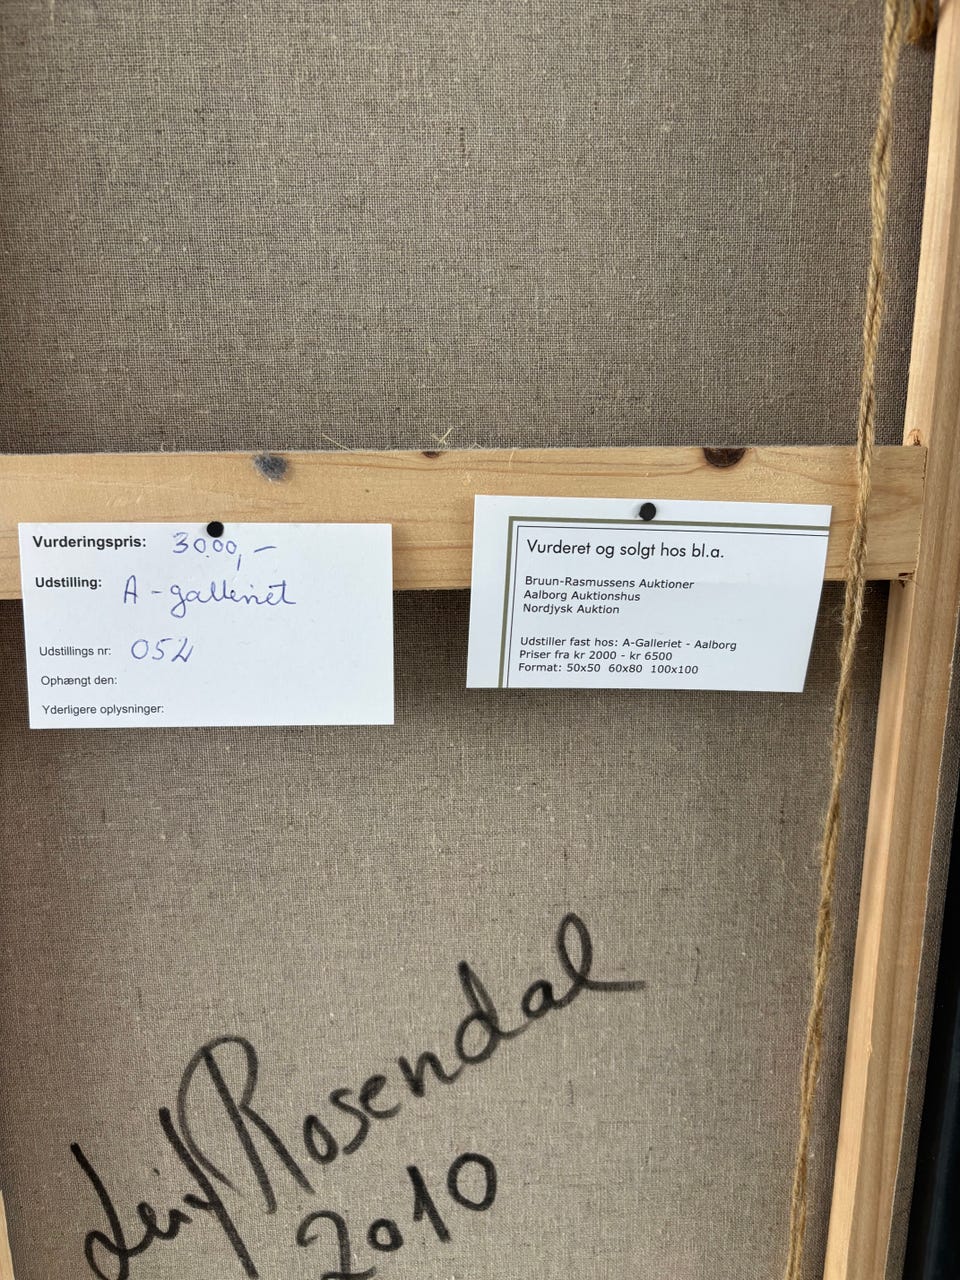 Vurderingspris: 3000,-
Udstilling: A-galleriet
Udstillings nr: 052
Ophængt den:
Yderligere oplysninger:
Vurderet og solgt hos bl.a.
Bruun-Rasmussens Auktioner
Aalborg Auktionshus
Nordjysk Auktion
Udstiller fast hos: A-Galleriet - Aalborg
Priser fra kr 2000 - kr 6500
Format: 50x50 60x80 100x100
Leif Rosendal
2010